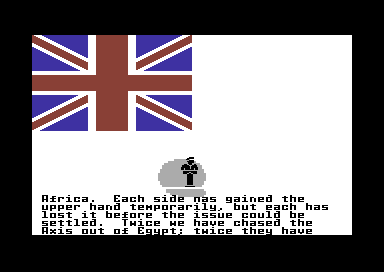 Africa. Each side has gained the
upper hand temporarily, but each has
lost it before the issue could be
settled. Twice we have chased the
Axis out of Egypt; twice they have